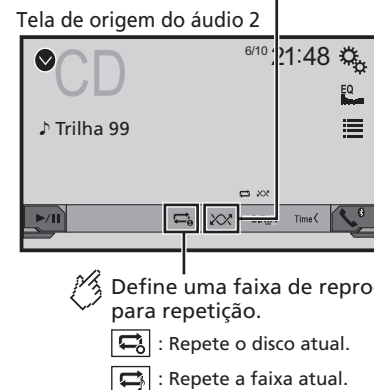 Tela de origem do áudio 2
CD
6/10 21:48
EQ
♪ Trilha 99
Time
Define uma faixa de repro
para repetição.
: Repete o disco atual.
: Repete a faixa atual.